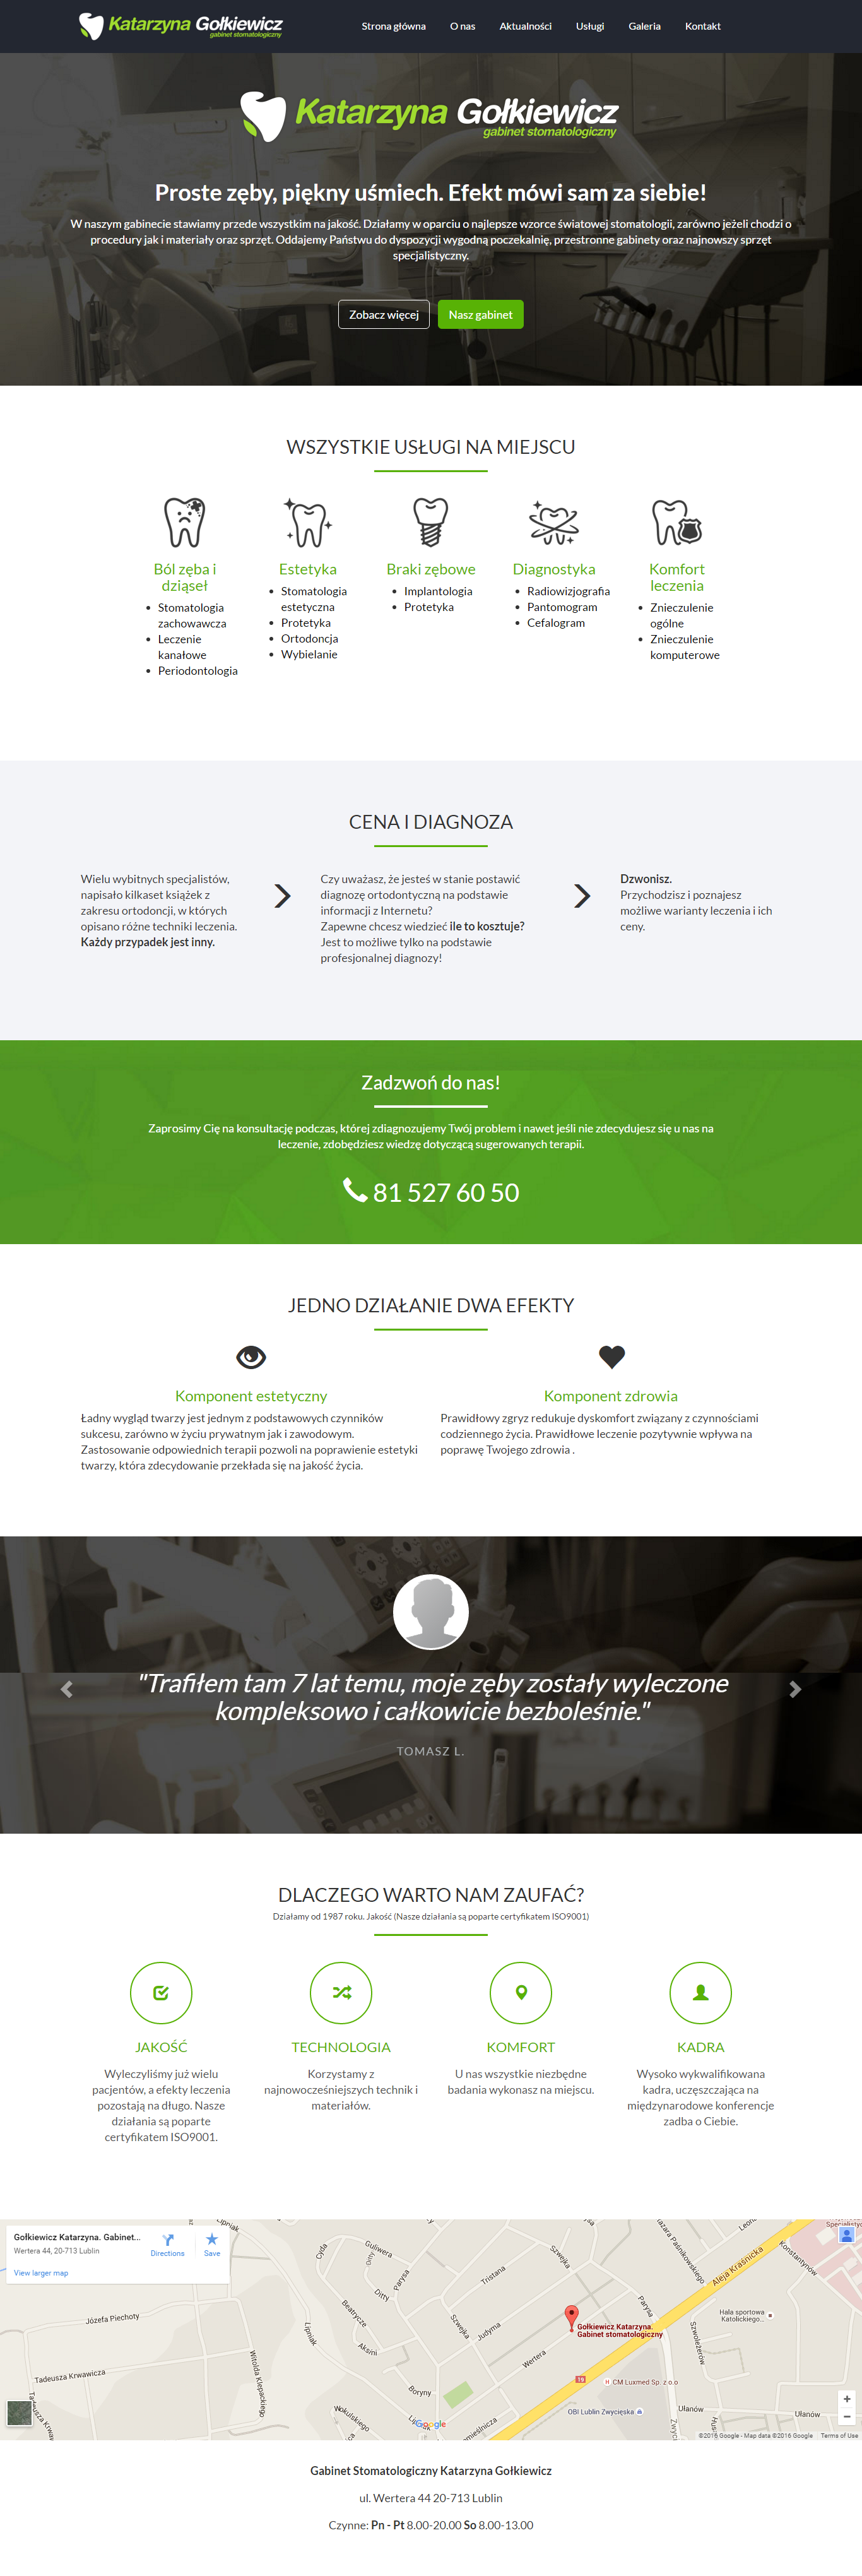 Katarzyna Gołkiewicz
gabinet stomatologiczny
Strona główna
O nas
Aktualności
Usługi
Galeria
Kontakt
Katarzyna Gołkiewicz
gabinet stomatologiczny
Proste zęby, piękny uśmiech. Efekt mówi sam za siebie!
W naszym gabinecie stawiamy przede wszystkim na jakość. Działamy w oparciu o najlepsze wzorce światowej stomatologii, zarówno jeżeli chodzi o
procedury jak i materiały oraz sprzęt. Oddajemy Państwu do dyspozycji wygodną poczekalnię, przestronne gabinety oraz najnowszy sprzęt
specjalistyczny.
Zobacz więcej
Nasz gabinet
WSZYSTKIE USŁUGI NA MIEJSCU
Ból zęba i
dziąseł
• Stomatologia
zachowawcza
• Leczenie
kanałowe
• Periodontologia
Estetyka
• Stomatologia
estetyczna
• Protetyka
• Ortodoncja
• Wybielanie
Braki zębowe
• Implantologia
• Protetyka
Diagnostyka
• Radiowizjografia
• Pantomogram
• Cefalogram
Komfort
leczenia
• Znieczulenie
ogólne
• Znieczulenie
komputerowe
CENA I DIAGNOZA
Wielu wybitnych specjalistów,
napisało kilkaset książek z
zakresu ortodoncji, w których
opisano różne techniki leczenia.
Każdy przypadek jest inny.
Czy uważasz, że jesteś w stanie postawić
diagnozę ortodontyczną na podstawie
informacji z Internetu?
Zapewne chcesz wiedzieć ile to kosztuje?
Jest to możliwe tylko na podstawie
profesjonalnej diagnozy!
Dzwonisz.
Przychodzisz i poznajesz
możliwe warianty leczenia i ich
ceny.
Zadzwoń do nas!
Zaprosimy Cię na konsultację podczas, której zdiagnozujemy Twój problem i nawet jeśli nie zdecydujesz się u nas na
leczenie, zdobędziesz wiedzę dotyczącą sugerowanych terapii.
81 527 60 50
JEDNO DZIAŁANIE DWA EFEKTY
Komponent estetyczny
Ładny wygląd twarzy jest jednym z podstawowych czynników
sukcesu, zarówno w życiu prywatnym jak i zawodowym.
Zastosowanie odpowiednich terapii pozwoli na poprawienie estetyki
twarzy, która zdecydowanie przekłada się na jakość życia.
Komponent zdrowia
Prawidłowy zgryz redukuje dyskomfort związany z czynnościami
codziennego życia. Prawidłowe leczenie pozytywnie wpływa na
poprawę Twojego zdrowia .
"Trafiłem tam 7 lat temu, moje zęby zostały wyleczone
kompleksowo i całkowicie bezboleśnie."
TOMASZ L.
DLACZEGO WARTO NAM ZAUFAĆ?
Działamy od 1987 roku. Jakość (Nasze działania są poparte certyfikatem ISO9001)
JAKOŚĆ
Wyleczyliśmy już wielu
pacjentów, a efekty leczenia
pozostają na długo. Nasze
działania są poparte
certyfikatem ISO9001.
TECHNOLOGIA
Korzystamy z
najnowocześniejszych technik i
materiałów.
KOMFORT
U nas wszystkie niezbędne
badania wykonasz na miejscu.
KADRA
Wysoko wykwalifikowana
kadra, uczęszczająca na
międzynarodowe konferencje
zadba o Ciebie.
Gołkiewicz Katarzyna. Gabinet...
Wertera 44, 20-713 Lublin
Directions
Save
View larger map
Lipniak
Cyda
Guliwera
Ditty
Parysa
Ditty
Szwejka
Tristana
Beatrycze
Aksini
Szwejka
Judyma
Wertera
Parysa
Aleja Kraśnicka
Konstantynów
Józefa Piechoty
Tadeusza Krwawicza
Witolda Klepackiego
Lipniak
Boryny
Wokulskiego
Hala sportowa
Katolickiego...
Szwoleżerów
Gołkiewicz Katarzyna.
Gabinet stomatologiczny
19
CM Luxmed Sp. z o.o
OBI Lublin Zwycięska
Ulanów
Ulanów
Google
©2016 Google - Map data ©2016 Google
Terms of Use
Gabinet Stomatologiczny Katarzyna Gołkiewicz
ul. Wertera 44 20-713 Lublin
Czynne: Pn - Pt 8.00-20.00 So 8.00-13.00